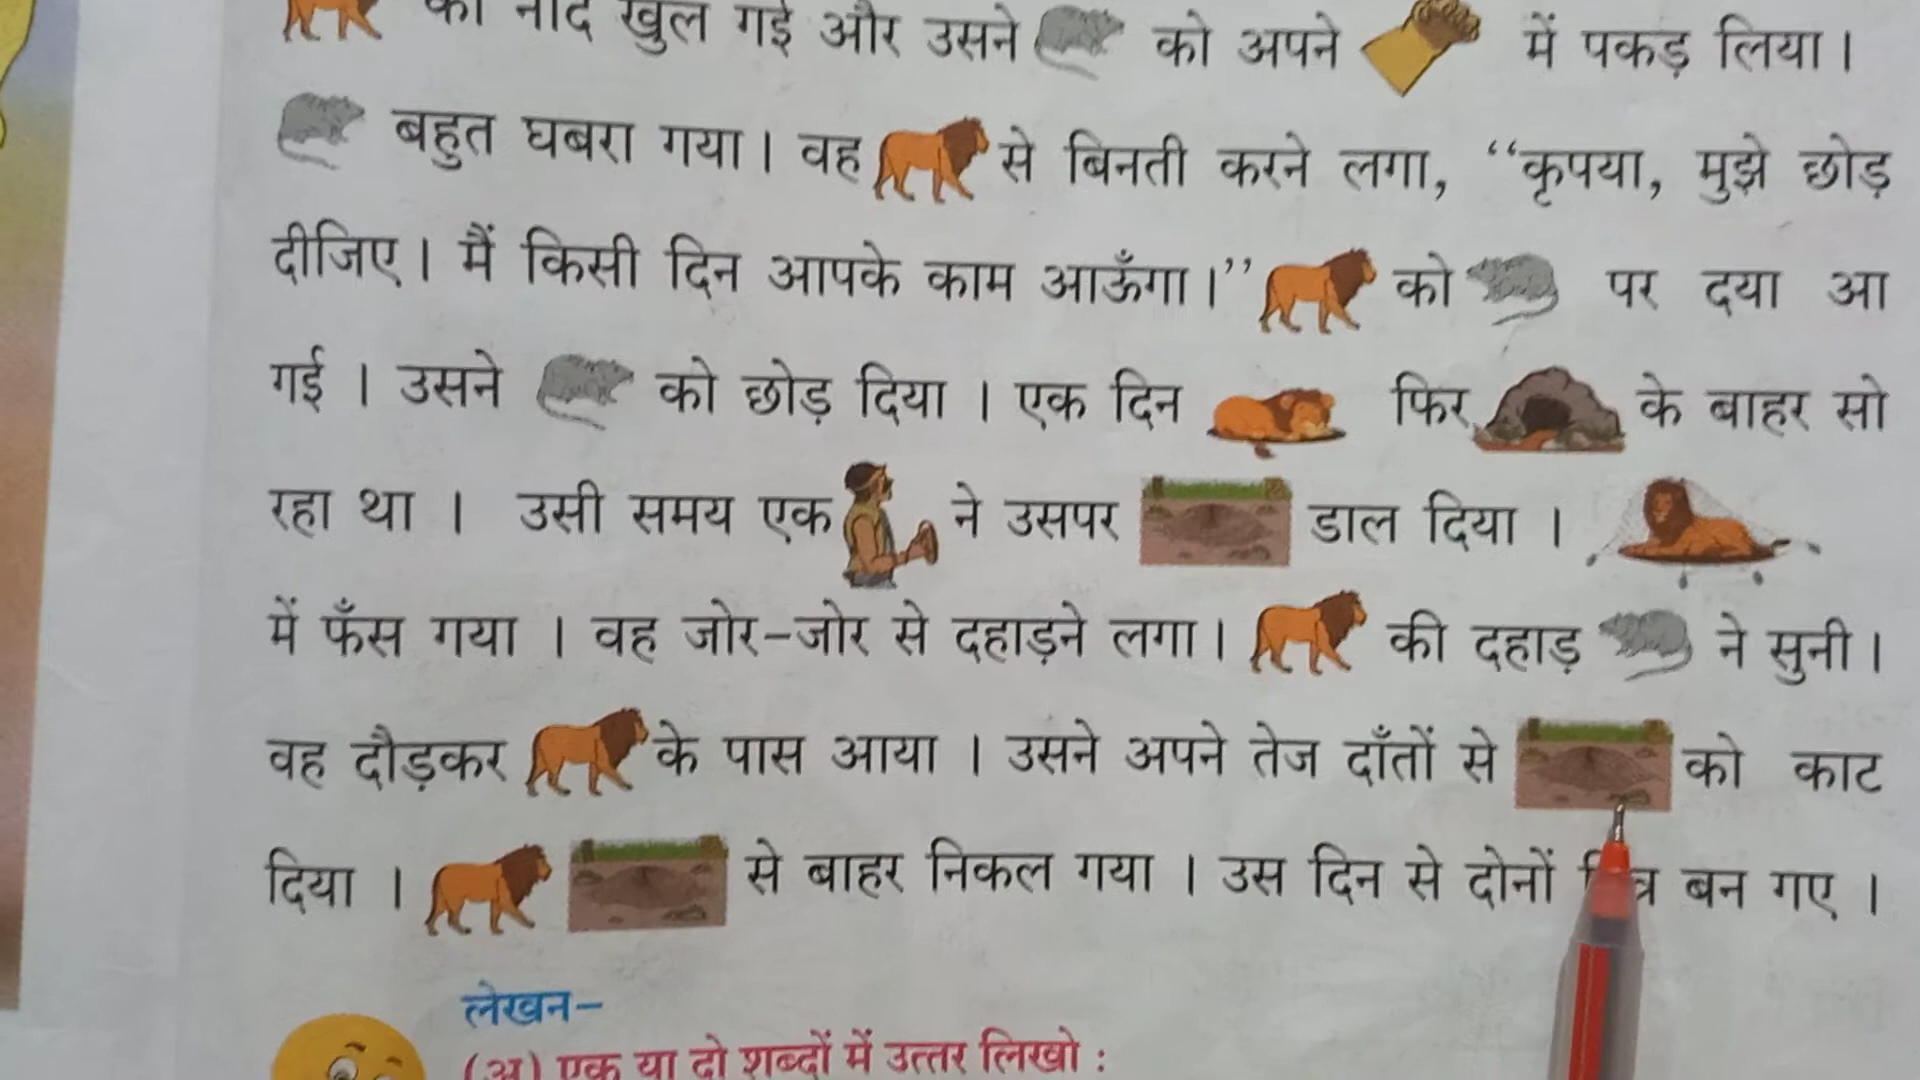 की नींद खुल गई और उसने को अपने में पकड़ लिया।
बहुत घबरा गया। वह से बिनती करने लगा, “कृपया, मुझे छोड़
दीजिए। मैं किसी दिन आपके काम आऊँगा।” को पर दया आ
गई । उसने को छोड़ दिया । एक दिन फिर के बाहर सो
रहा था । उसी समय एक ने उसपर डाल दिया ।
में फँस गया । वह जोर-जोर से दहाड़ने लगा। की दहाड़ ने सुनी।
वह दौड़कर के पास आया । उसने अपने तेज दाँतों से को काट
दिया । से बाहर निकल गया । उस दिन से दोनों बन गए ।
लेखन-
(अ) एक या दो शब्दों में उत्तर लिखो :